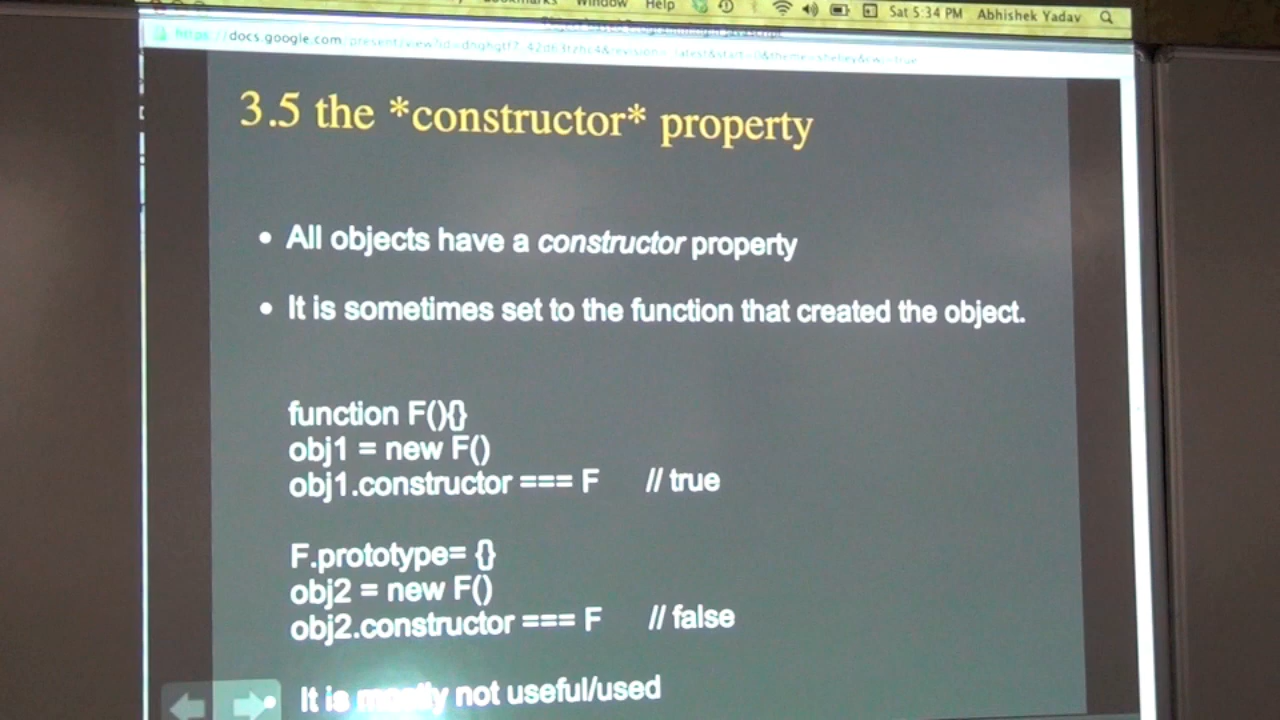 Window Help Sat 5:34 PM Abhishek Yadav
https://docs.google.com
3.5 the *constructor* property
• All objects have a constructor property
• It is sometimes set to the function that created the object.
function F(){}
obj1 = new F()
obj1.constructor === F // true
F.prototype= {}
obj2 = new F()
obj2.constructor === F // false
• It is mostly not useful/used